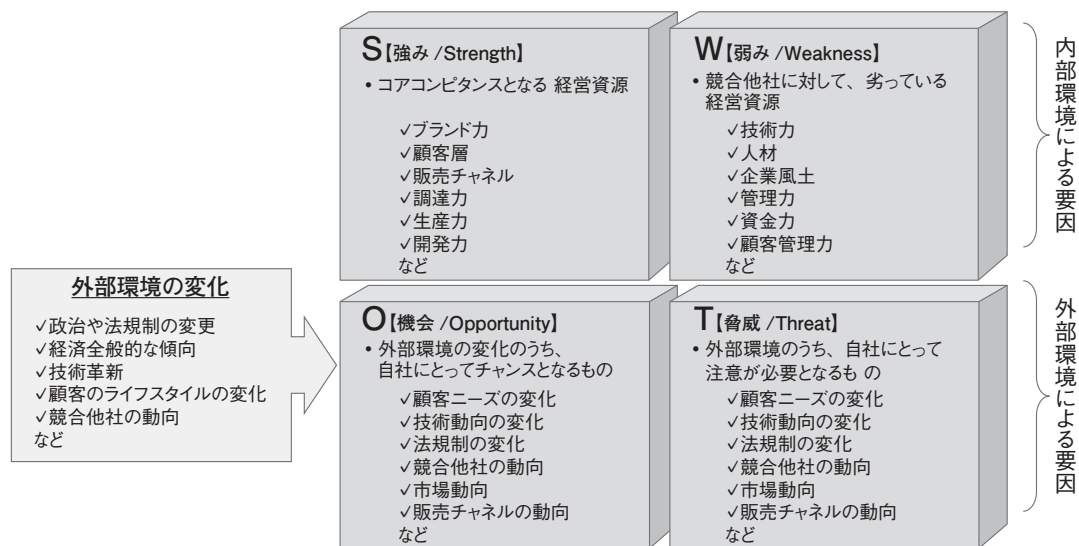 S【強み /Strength】
• コアコンピタンスとなる 経営資源
✓ブランド力
✓顧客層
✓販売チャネル
✓調達力
✓生産力
✓開発力
など
W【弱み /Weakness】
• 競合他社に対して、劣っている
経営資源
✓技術力
✓人材
✓企業風土
✓管理力
✓資金力
✓顧客管理力
など
内部環境による要因
外部環境の変化
✓政治や法規制の変更
✓経済全般的な傾向
✓技術革新
✓顧客のライフスタイルの変化
✓競合他社の動向
など
O【機会 /Opportunity】
• 外部環境の変化のうち、
自社にとってチャンスとなるもの
✓顧客ニーズの変化
✓技術動向の変化
✓法規制の変化
✓競合他社の動向
✓市場動向
✓販売チャネルの動向
など
T【脅威 /Threat】
• 外部環境のうち、自社にとって
注意が必要となるも の
✓顧客ニーズの変化
✓技術動向の変化
✓法規制の変化
✓競合他社の動向
✓市場動向
✓販売チャネルの動向
など
外部環境による要因